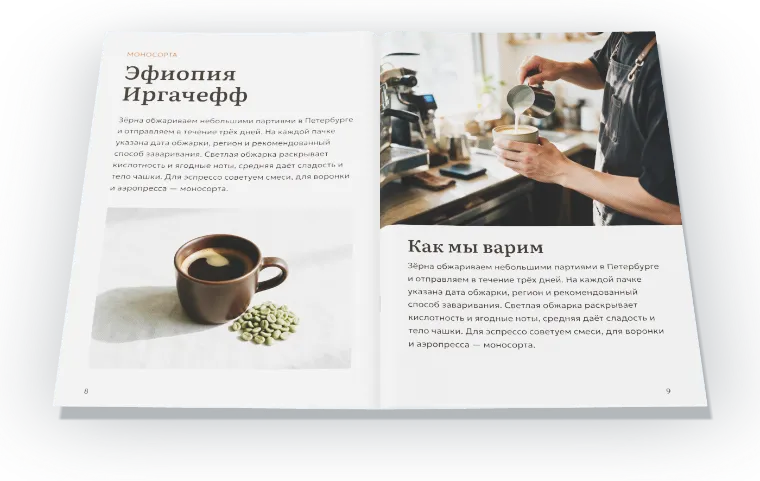 МОНОСОРТА
Эфиопия
Иргачефф
Зёрна обжариваем небольшими партиями в Петербурге
и отправляем в течение трёх дней. На каждой пачке
указана дата обжарки, регион и рекомендованный
способ заваривания. Светлая обжарка раскрывает
кислотность и ягодные ноты, средняя даёт сладость и
тело чашки. Для эспрессо советуем смеси, для воронки
и аэропресса — моносорта.
8
Как мы варим
Зёрна обжариваем небольшими партиями в Петербурге
и отправляем в течение трёх дней. На каждой пачке
указана дата обжарки, регион и рекомендованный
способ заваривания. Светлая обжарка раскрывает
кислотность и ягодные ноты, средняя даёт сладость и
тело чашки. Для эспрессо советуем смеси, для воронки
и аэропресса — моносорта.
9